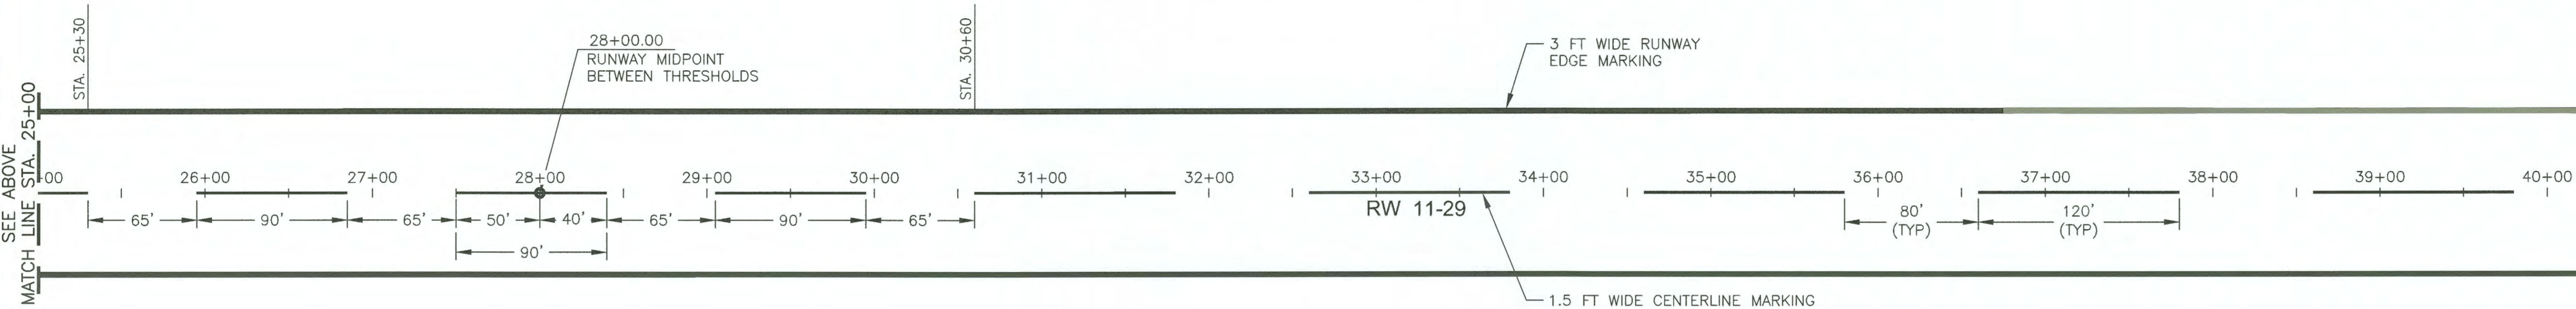 STA. 25+30
28+00.00
RUNWAY MIDPOINT
BETWEEN THRESHOLDS
STA. 30+60
3 FT WIDE RUNWAY
EDGE MARKING
SEE ABOVE
MATCH LINE STA. 25+00
+00 26+00 27+00 28+00 29+00 30+00 31+00 32+00 33+00 34+00 35+00 36+00 37+00 38+00 39+00 40+00
RW 11-29
65' 90' 65' 50' 40' 65' 90' 65' 80' 120'
(TYP) (TYP)
90'
1.5 FT WIDE CENTERLINE MARKING